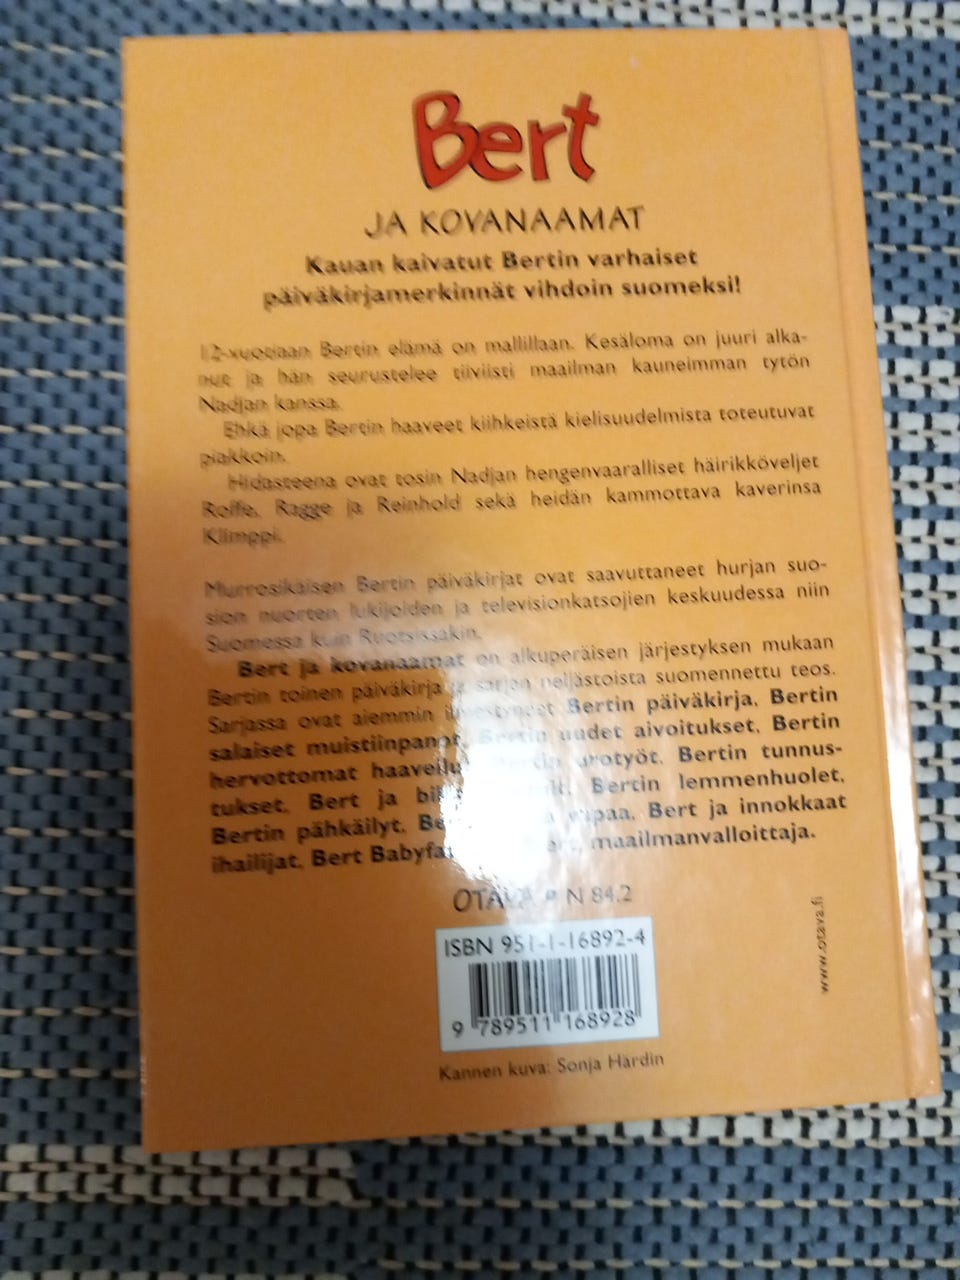 Bert
JA KOVANAAMAT
Kauan kaivatut Bertin varhaiset
päiväkirjamerkinnät vihdoin suomeksi!
12-vuotiaan Bertin elämä on mallillaan. Kesäloma on juuri alka-
nut ja hän seurustelee tiiviisti maailman kauneimman tytön
Nadjan kanssa.
Ehkä jopa Bertin haaveet kiihkeistä kielisuudelmista toteutuvat
piakkoin.
Hidasteena ovat tosin Nadjan hengenvaaralliset häirikköveljet
Roffe, Ragge ja Reinhold sekä heidän kammottava kaverinsa
Klimppi.
Murrosikäisen Bertin päiväkirjat ovat saavuttaneet hurjan suo-
sion nuorten lukijoiden ja televisionkatsojien keskuudessa niin
Suomessa kuin Ruotsissakin.
Bert ja kovanaamat on alkuperäisen järjestyksen mukaan
Bertin toinen päiväkirja ja sarjan neljästoista suomennettu teos.
Sarjassa ovat aiemmin ilmestyneet Bertin päiväkirja, Bertin
salaiset muistiinpanot, Bertin uudet aivoitukset, Bertin
hervottomat haaveilut, Bertin urotyöt, Bertin tunnus-
tukset, Bert ja Bertin lemmenhuolet,
Bertin pähkäilyt, vapaa, Bert ja innokkaat
ihailijat, Bert maailmanvalloittaja.
OTAVA N 84.2
ISBN 951-1-16892-4
9 789511 168928
Kannen kuva: Sonja Härdin
www.otava.fi